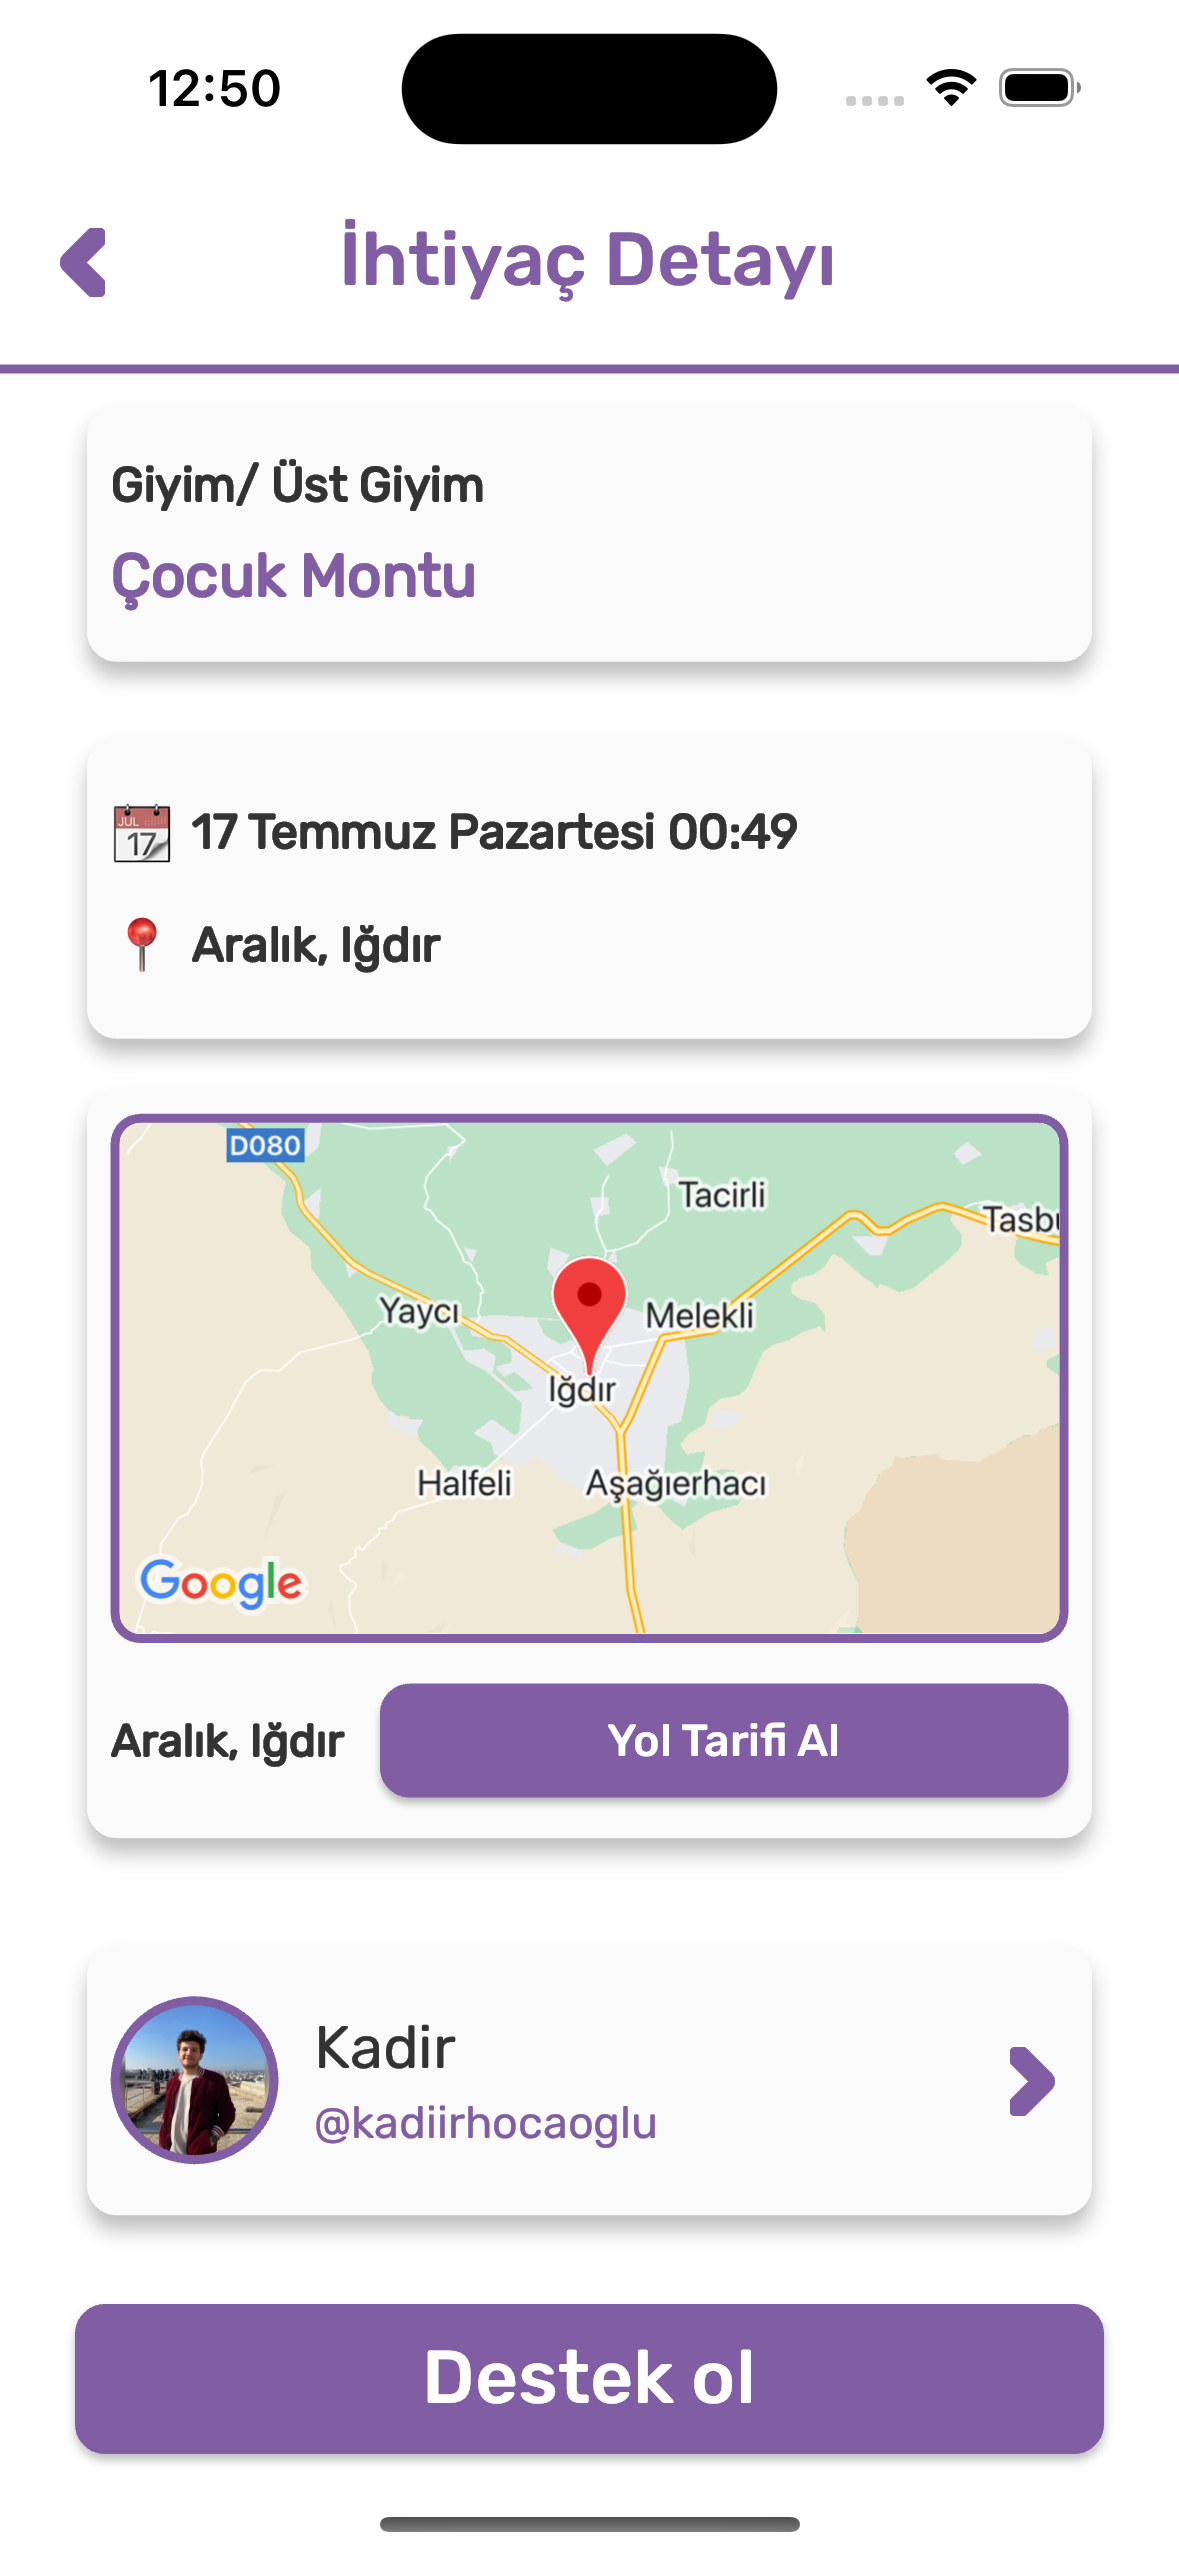 12:50
İhtiyaç Detayı
Giyim/ Üst Giyim
Çocuk Montu
JUL
17
17 Temmuz Pazartesi 00:49
Aralık, Iğdır
D080
Tacirli
Tasbu
Yaycı
Melekli
Iğdır
Halfeli
Aşağıerhacı
Google
Aralık, Iğdır
Yol Tarifi Al
Kadir
@kadiirhocaoglu
Destek ol